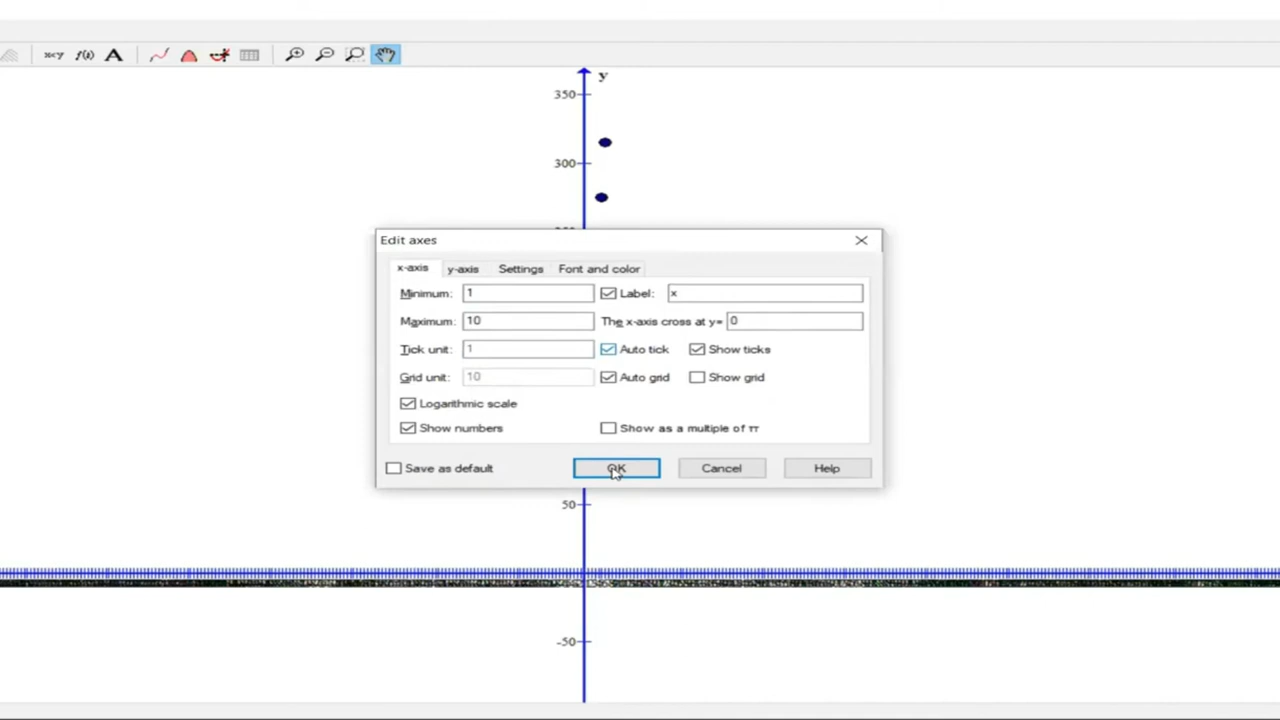 x<y f(x) A
y
350
300
Edit axes
x-axis y-axis Settings Font and color
Minimum: 1 Label: x
Maximum: 10 The x-axis cross at y= 0
Tick unit: 1 Auto tick Show ticks
Grid unit: 10 Auto grid Show grid
Logarithmic scale
Show numbers Show as a multiple of π
Save as default OK Cancel Help
50
-50